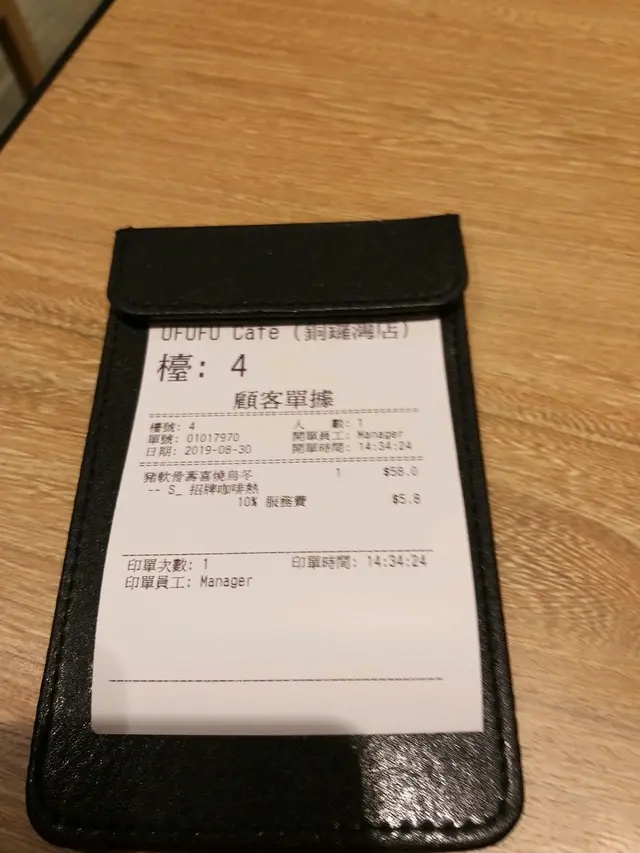 UFUFU Cafe (銅鑼灣店)
檯: 4
顧客單據
檯號: 4 人 數: 1
單號: 01017970 開單員工: Manager
日期: 2019-08-30 開單時間: 14:34:24
豬軟骨壽喜燒烏冬 1 $58.0
-- S_ 招牌咖啡熱
10% 服務費 $5.8
印單次數: 1 印單時間: 14:34:24
印單員工: Manager